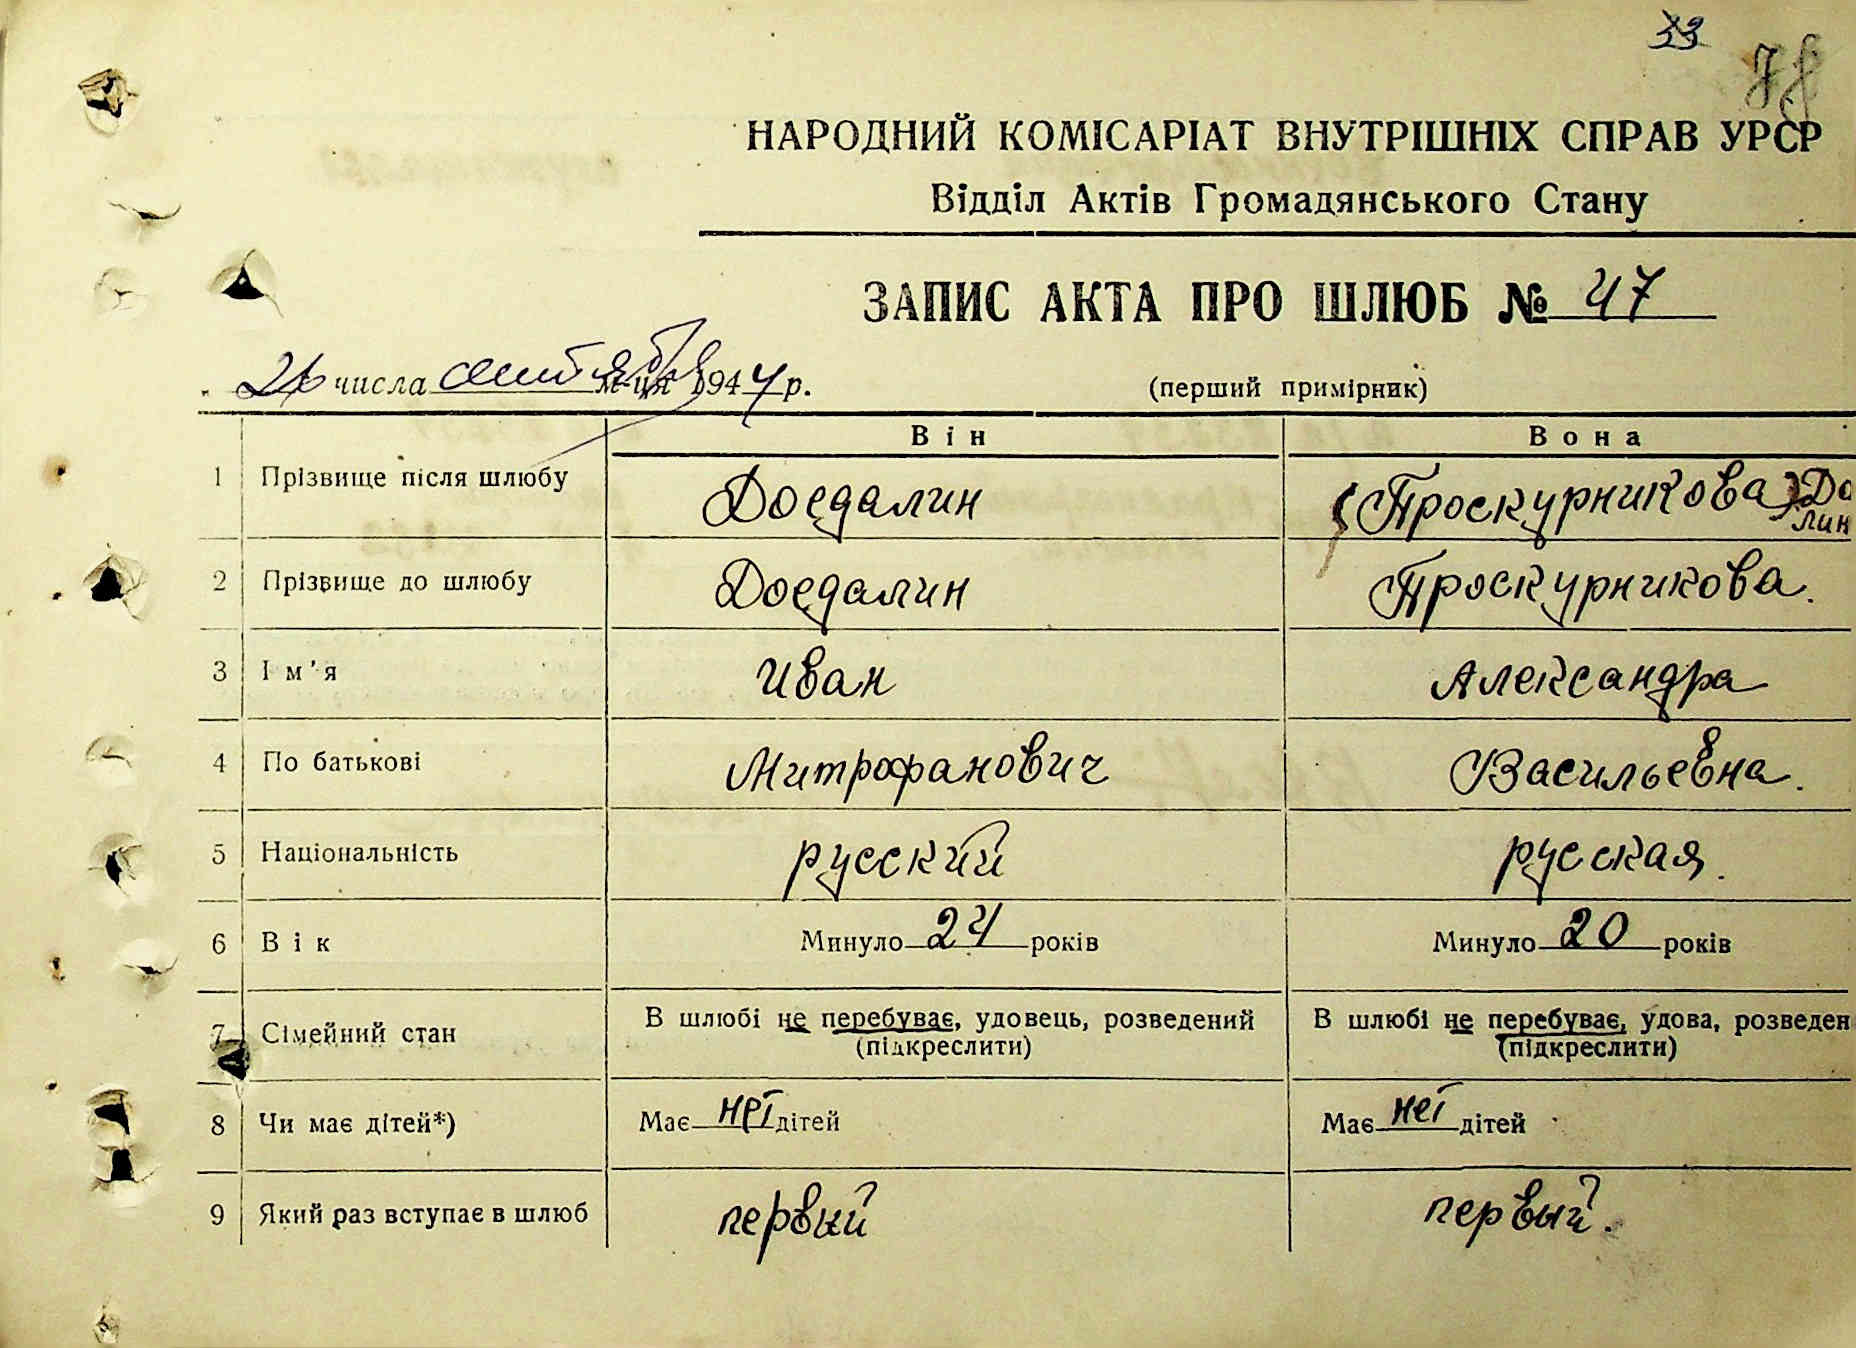 33
78
НАРОДНИЙ КОМІСАРІАТ ВНУТРІШНІХ СПРАВ УРСР
Відділ Актів Громадянського Стану
ЗАПИС АКТА ПРО ШЛЮБ № 47
26 числа сентября м-ця 1944 р. (перший примірник)
Він Вона
1 Прізвище після шлюбу Доедалин (Проскурникова) До
лин
2 Прізвище до шлюбу Доедалин Проскурникова.
3 Ім'я Иван Александра
4 По батькові Митрофанович Васильевна.
5 Національність русский русская.
6 Вік Минуло 24 років Минуло 20 років
7 Сімейний стан В шлюбі не перебуває, удовець, розведений В шлюбі не перебуває, удова, розведен
(підкреслити) (підкреслити)
8 Чи має дітей*) Має нет дітей Має нет дітей
9 Який раз вступає в шлюб первый первый.